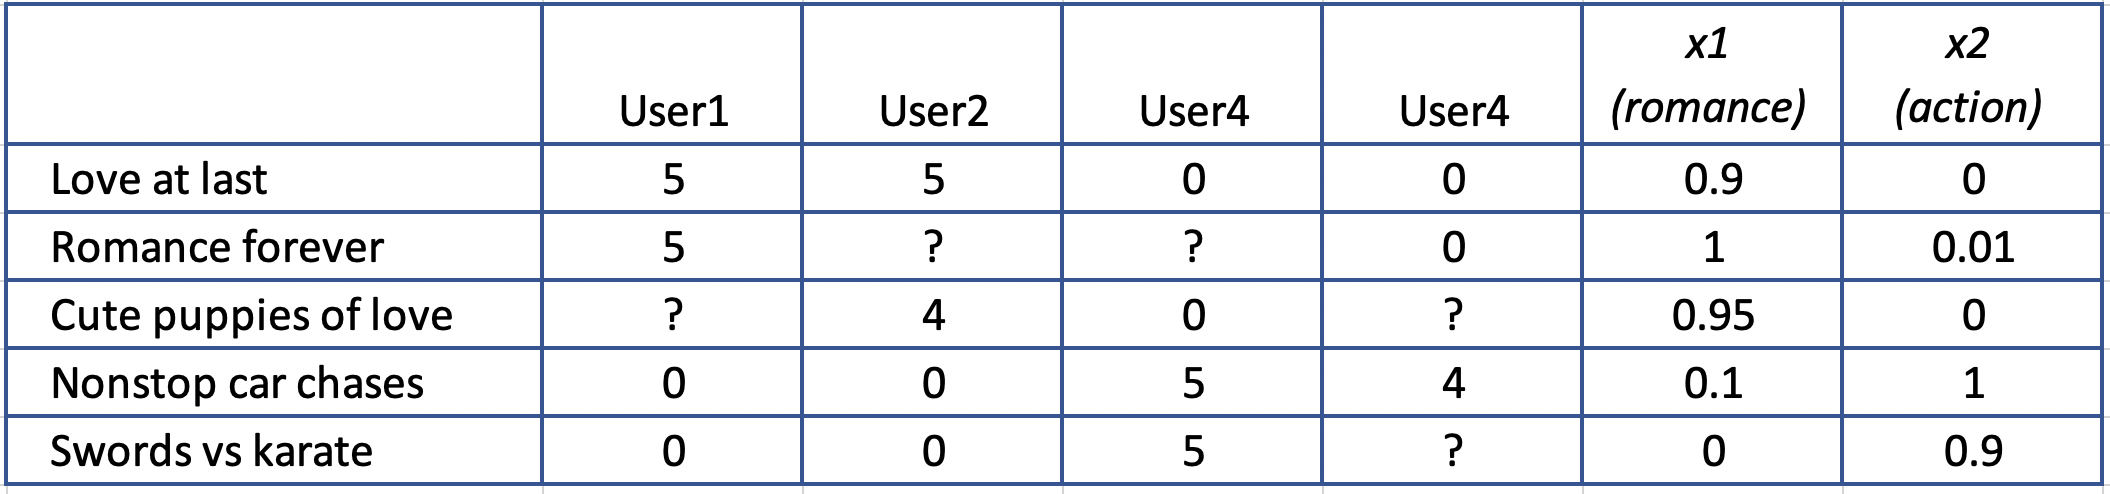 User1 User2 User4 User4 x1 (romance) x2 (action)
Love at last 5 5 0 0 0.9 0
Romance forever 5 ? ? 0 1 0.01
Cute puppies of love ? 4 0 ? 0.95 0
Nonstop car chases 0 0 5 4 0.1 1
Swords vs karate 0 0 5 ? 0 0.9